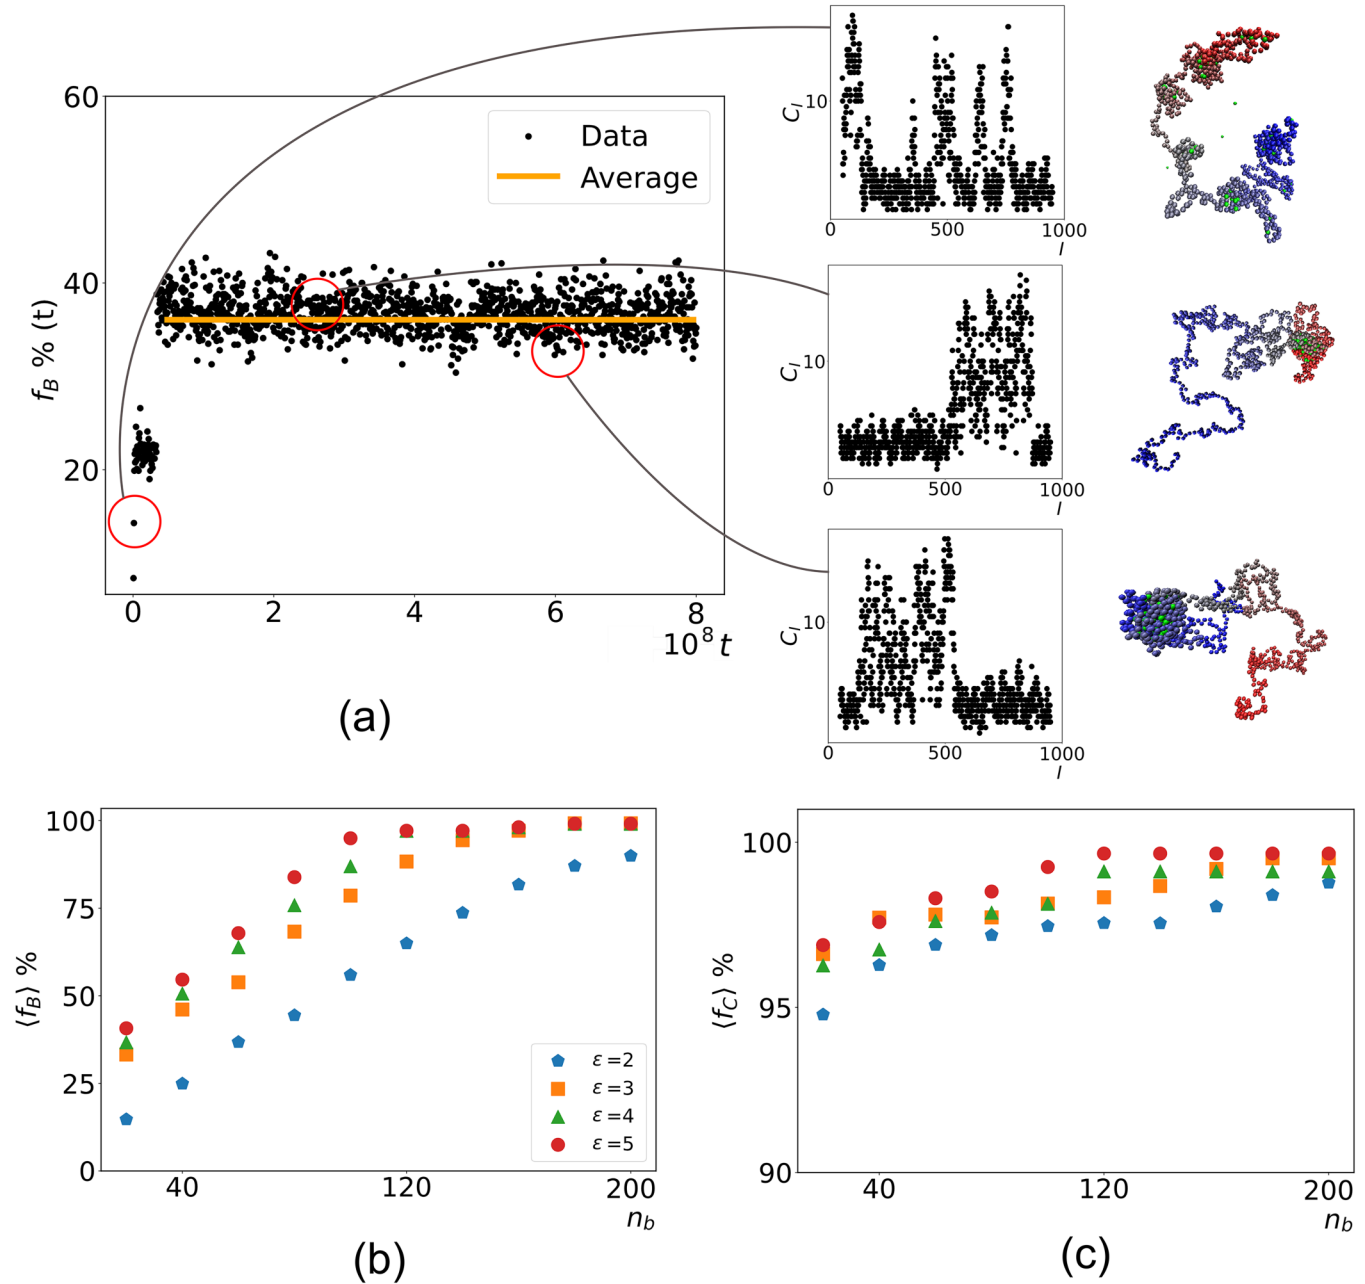 60
40
20
f_B % (t)
0
2
4
6
8
10^8 t
Data
Average
(a)
C_l
10
0
500
1000
l
C_l
10
0
500
1000
l
C_l
10
0
500
1000
l
100
75
50
25
0
⟨f_B⟩ %
40
120
200
n_b
ε=2
ε=3
ε=4
ε=5
(b)
100
95
90
⟨f_C⟩ %
40
120
200
n_b
(c)